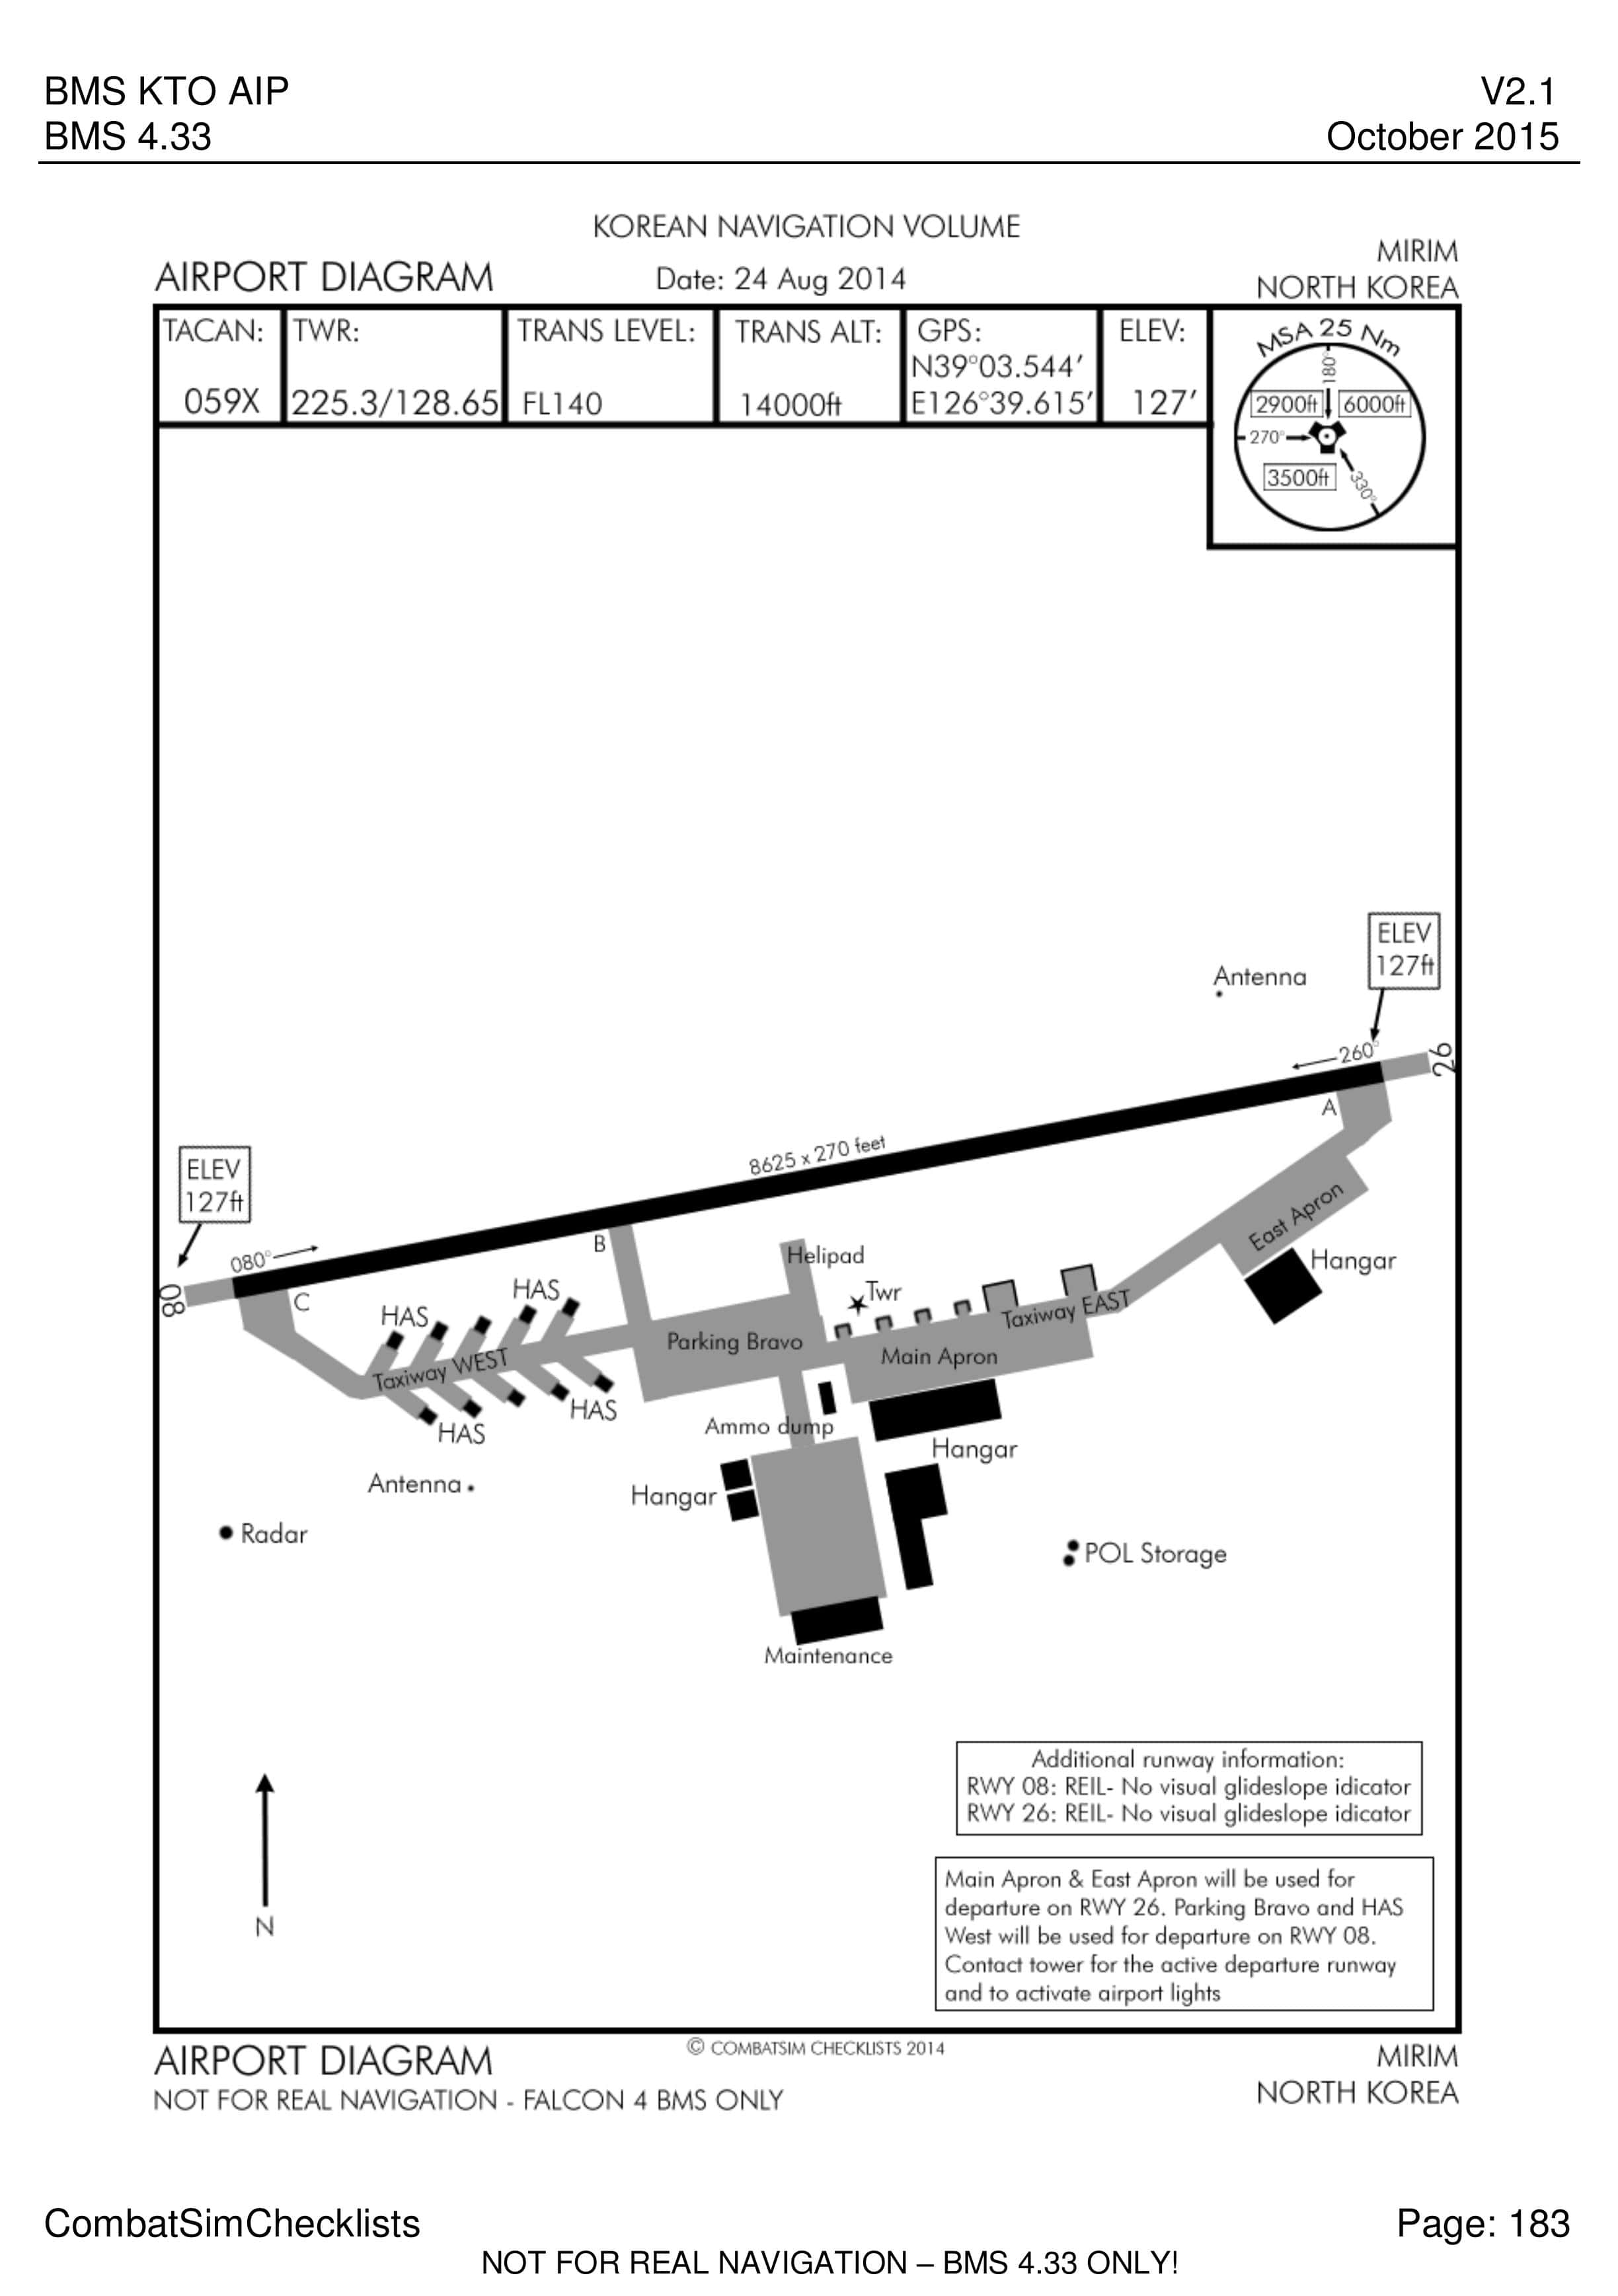 BMS KTO AIP
V2.1
BMS 4.33
October 2015
KOREAN NAVIGATION VOLUME
MIRIM
AIRPORT DIAGRAM
Date: 24 Aug 2014
NORTH KOREA
TACAN:
059X
TWR:
225.3/128.65
TRANS LEVEL:
FL140
TRANS ALT:
14000ft
GPS:
N39°03.544'
E126°39.615'
ELEV:
127'
MSA 25 Nm
180°
2900ft
6000ft
270°
3500ft
330°
ELEV
127ft
Antenna
260°
26
A
8625 x 270 feet
ELEV
127ft
080°
08
C
B
East Apron
Hangar
Helipad
Twr
HAS
HAS
Taxiway EAST
Parking Bravo
Main Apron
Taxiway WEST
HAS
HAS
Ammo dump
Hangar
Antenna
Hangar
Radar
POL Storage
Maintenance
Additional runway information:
RWY 08: REIL- No visual glideslope idicator
RWY 26: REIL- No visual glideslope idicator
Main Apron & East Apron will be used for
departure on RWY 26. Parking Bravo and HAS
West will be used for departure on RWY 08.
Contact tower for the active departure runway
and to activate airport lights
N
AIRPORT DIAGRAM
© COMBATSIM CHECKLISTS 2014
MIRIM
NOT FOR REAL NAVIGATION - FALCON 4 BMS ONLY
NORTH KOREA
CombatSimChecklists
Page: 183
NOT FOR REAL NAVIGATION – BMS 4.33 ONLY!